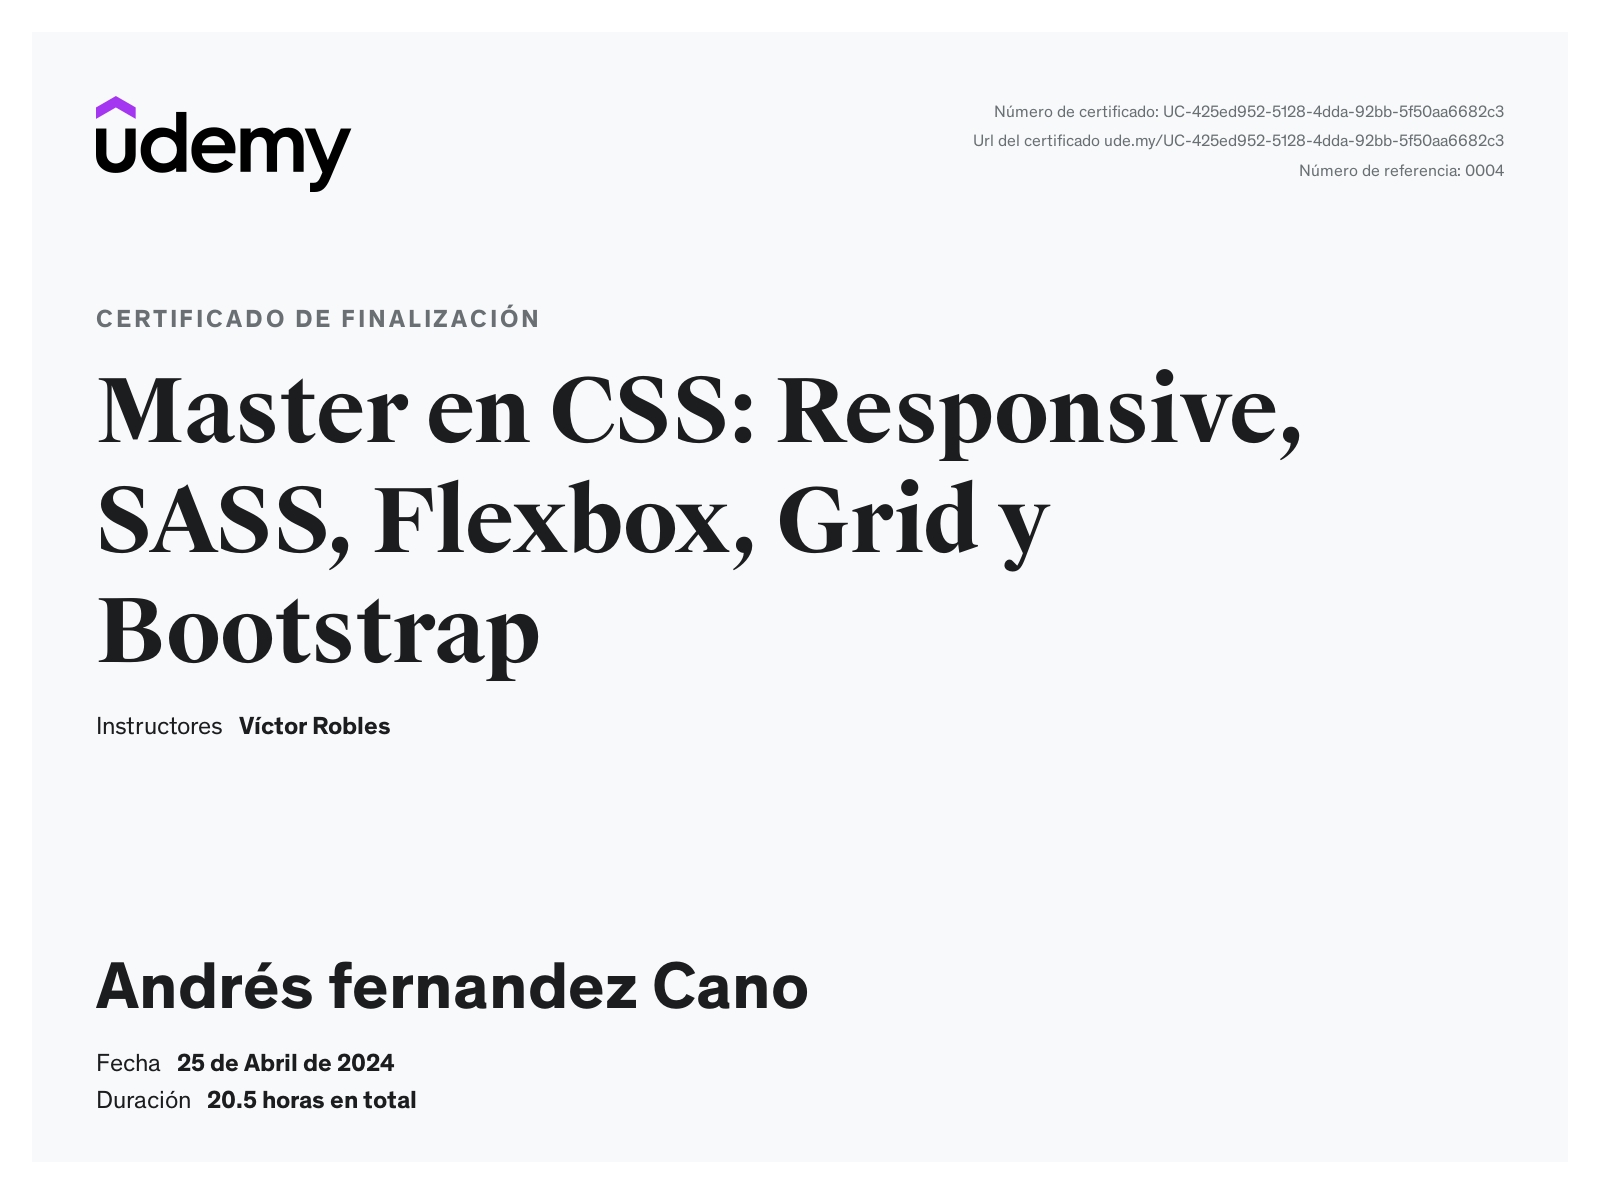 udemy
Número de certificado: UC-425ed952-5128-4dda-92bb-5f50aa6682c3
Url del certificado ude.my/UC-425ed952-5128-4dda-92bb-5f50aa6682c3
Número de referencia: 0004
CERTIFICADO DE FINALIZACIÓN
Master en CSS: Responsive,
SASS, Flexbox, Grid y
Bootstrap
Instructores Víctor Robles
Andrés fernandez Cano
Fecha 25 de Abril de 2024
Duración 20.5 horas en total